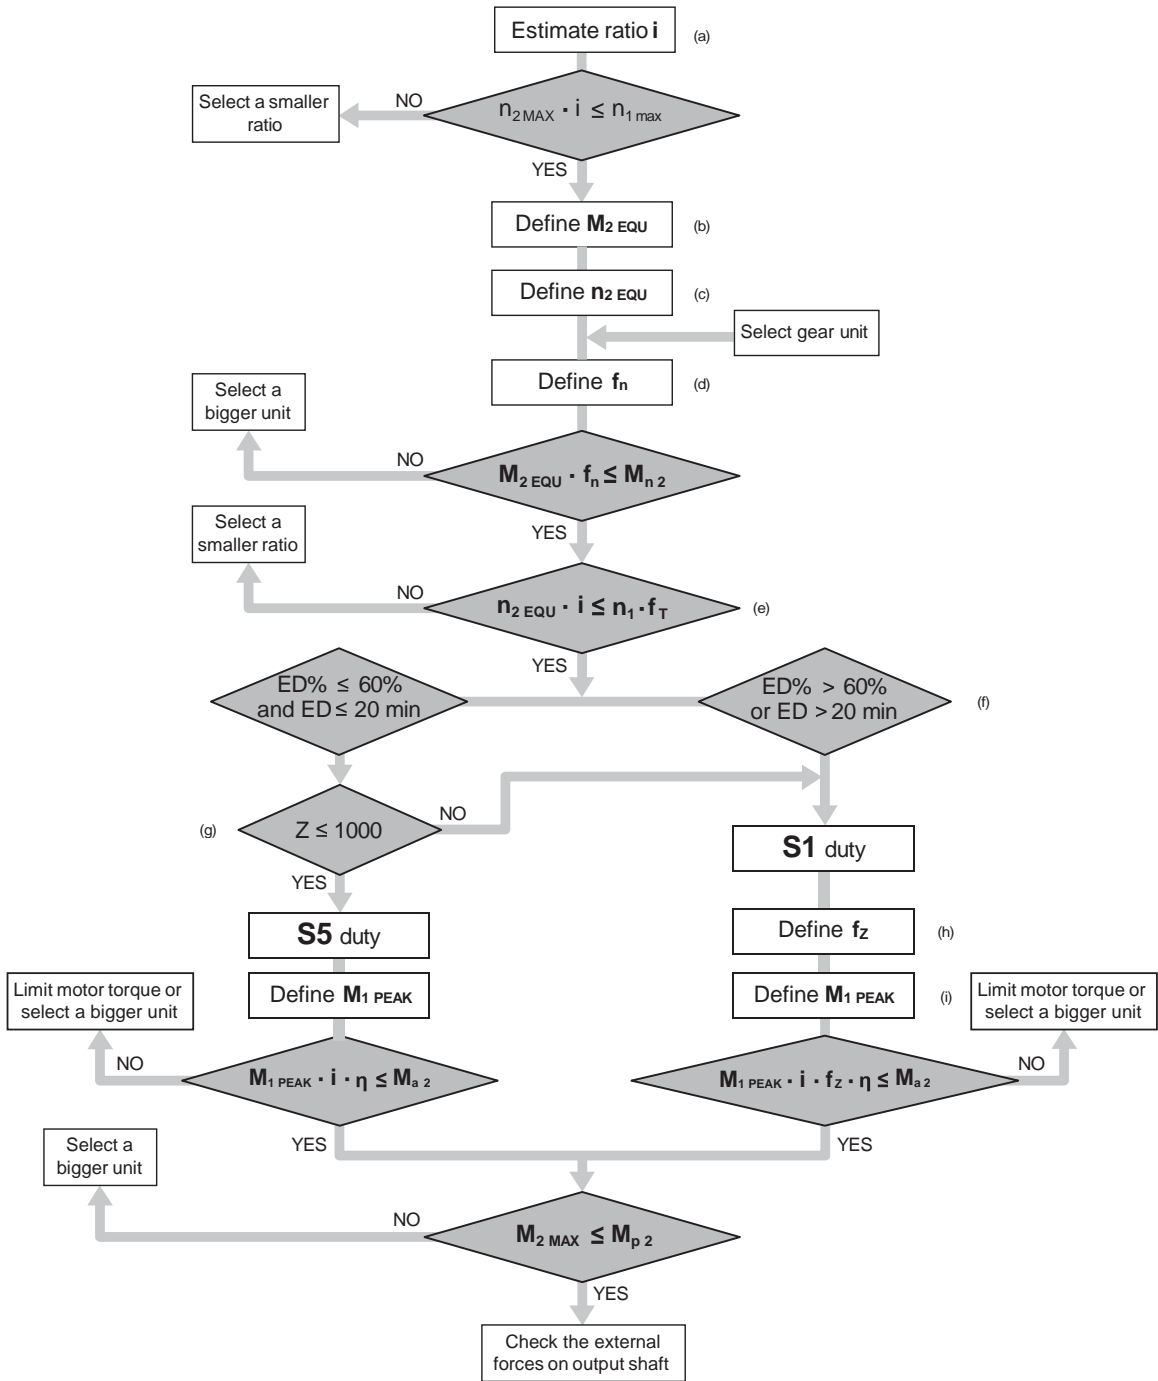 Estimate ratio i
(a)
Select a smaller
ratio
NO
n2 MAX · i ≤ n1 max
YES
Define M2 EQU
(b)
Define n2 EQU
(c)
Select gear unit
Define fn
(d)
Select a
bigger unit
NO
M2 EQU · fn ≤ Mn 2
YES
Select a
smaller ratio
NO
n2 EQU · i ≤ n1 · fT
(e)
YES
ED% ≤ 60%
and ED ≤ 20 min
ED% > 60%
or ED > 20 min
(f)
(g)
Z ≤ 1000
NO
YES
S1 duty
S5 duty
Define fZ
(h)
Define M1 PEAK
Define M1 PEAK
(i)
Limit motor torque or
select a bigger unit
Limit motor torque or
select a bigger unit
NO
M1 PEAK · i · η ≤ Ma 2
M1 PEAK · i · fZ · η ≤ Ma 2
NO
YES
YES
Select a
bigger unit
NO
M2 MAX ≤ Mp 2
YES
Check the external
forces on output shaft